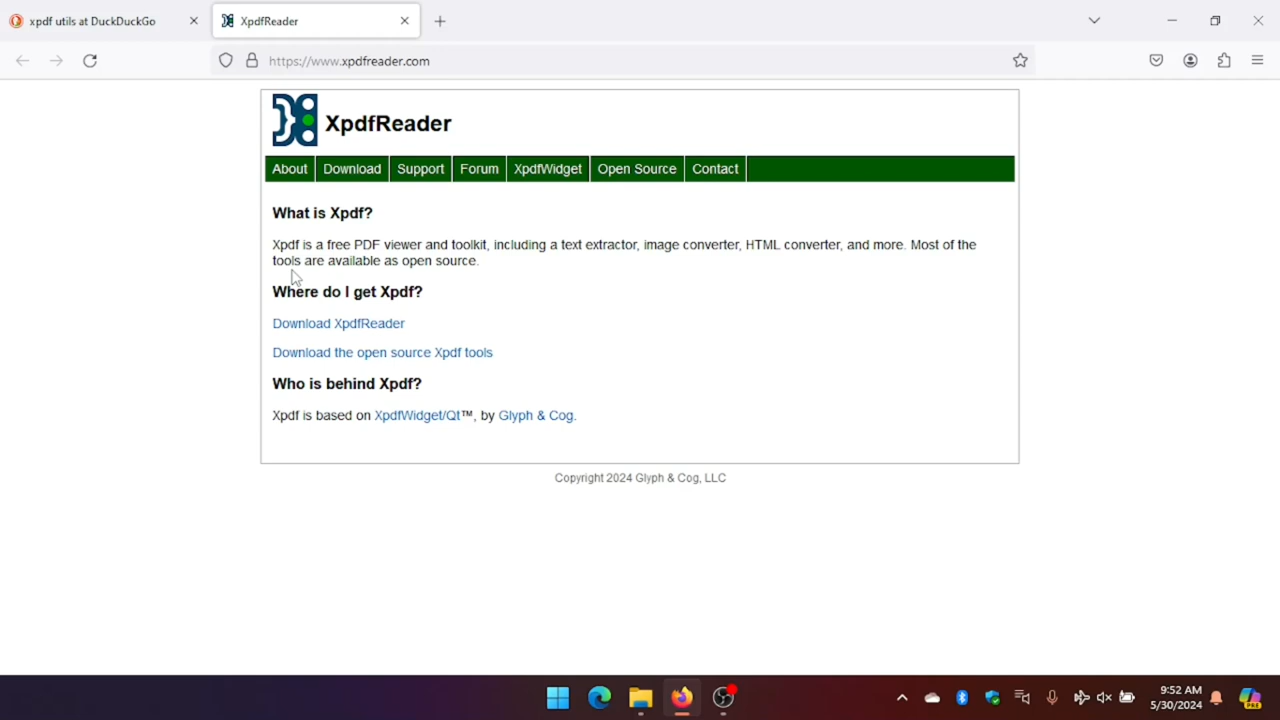 xpdf utils at DuckDuckGo
XpdfReader
https://www.xpdfreader.com
XpdfReader
About Download Support Forum XpdfWidget Open Source Contact
What is Xpdf?
Xpdf is a free PDF viewer and toolkit, including a text extractor, image converter, HTML converter, and more. Most of the
tools are available as open source.
Where do I get Xpdf?
Download XpdfReader
Download the open source Xpdf tools
Who is behind Xpdf?
Xpdf is based on XpdfWidget/Qt™, by Glyph & Cog.
Copyright 2024 Glyph & Cog, LLC
9:52 AM
5/30/2024
PRE